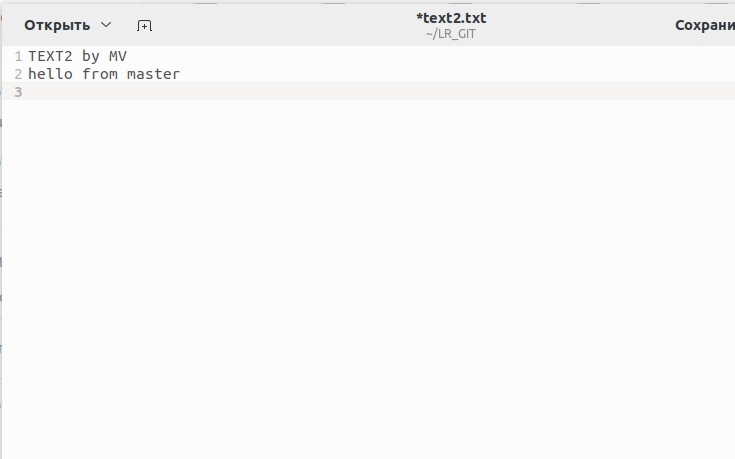 Открыть
*text2.txt
~/LR_GIT
Сохрани
1 TEXT2 by MV
2 hello from master
3